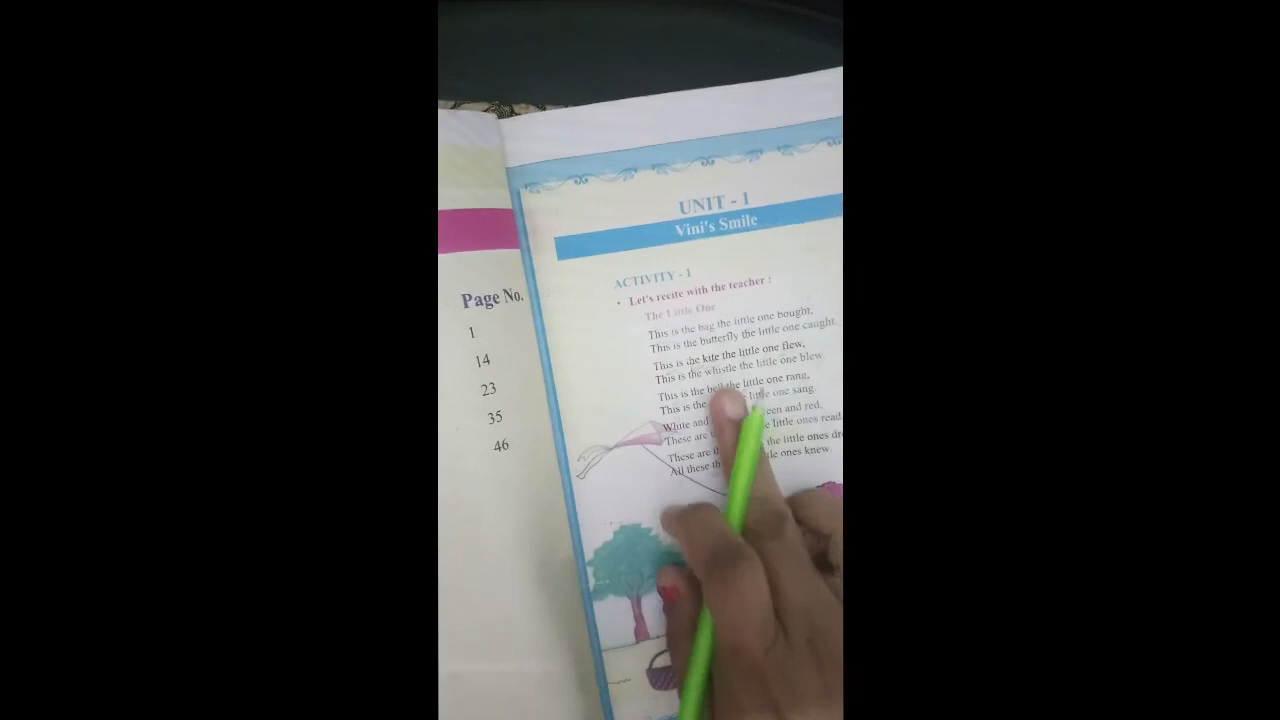 Page No.
1
14
23
35
46
UNIT - 1
Vini's Smile
ACTIVITY - 1
• Let's recite with the teacher :
The Little One
This is the bag the little one bought,
This is the butterfly the little one caught.
This is the kite the little one flew,
This is the whistle the little one blew.
This is the bell the little one rang,
This is the little one sang.
White and een and red,
These are little ones read,
These are the little ones
All these ones knew.